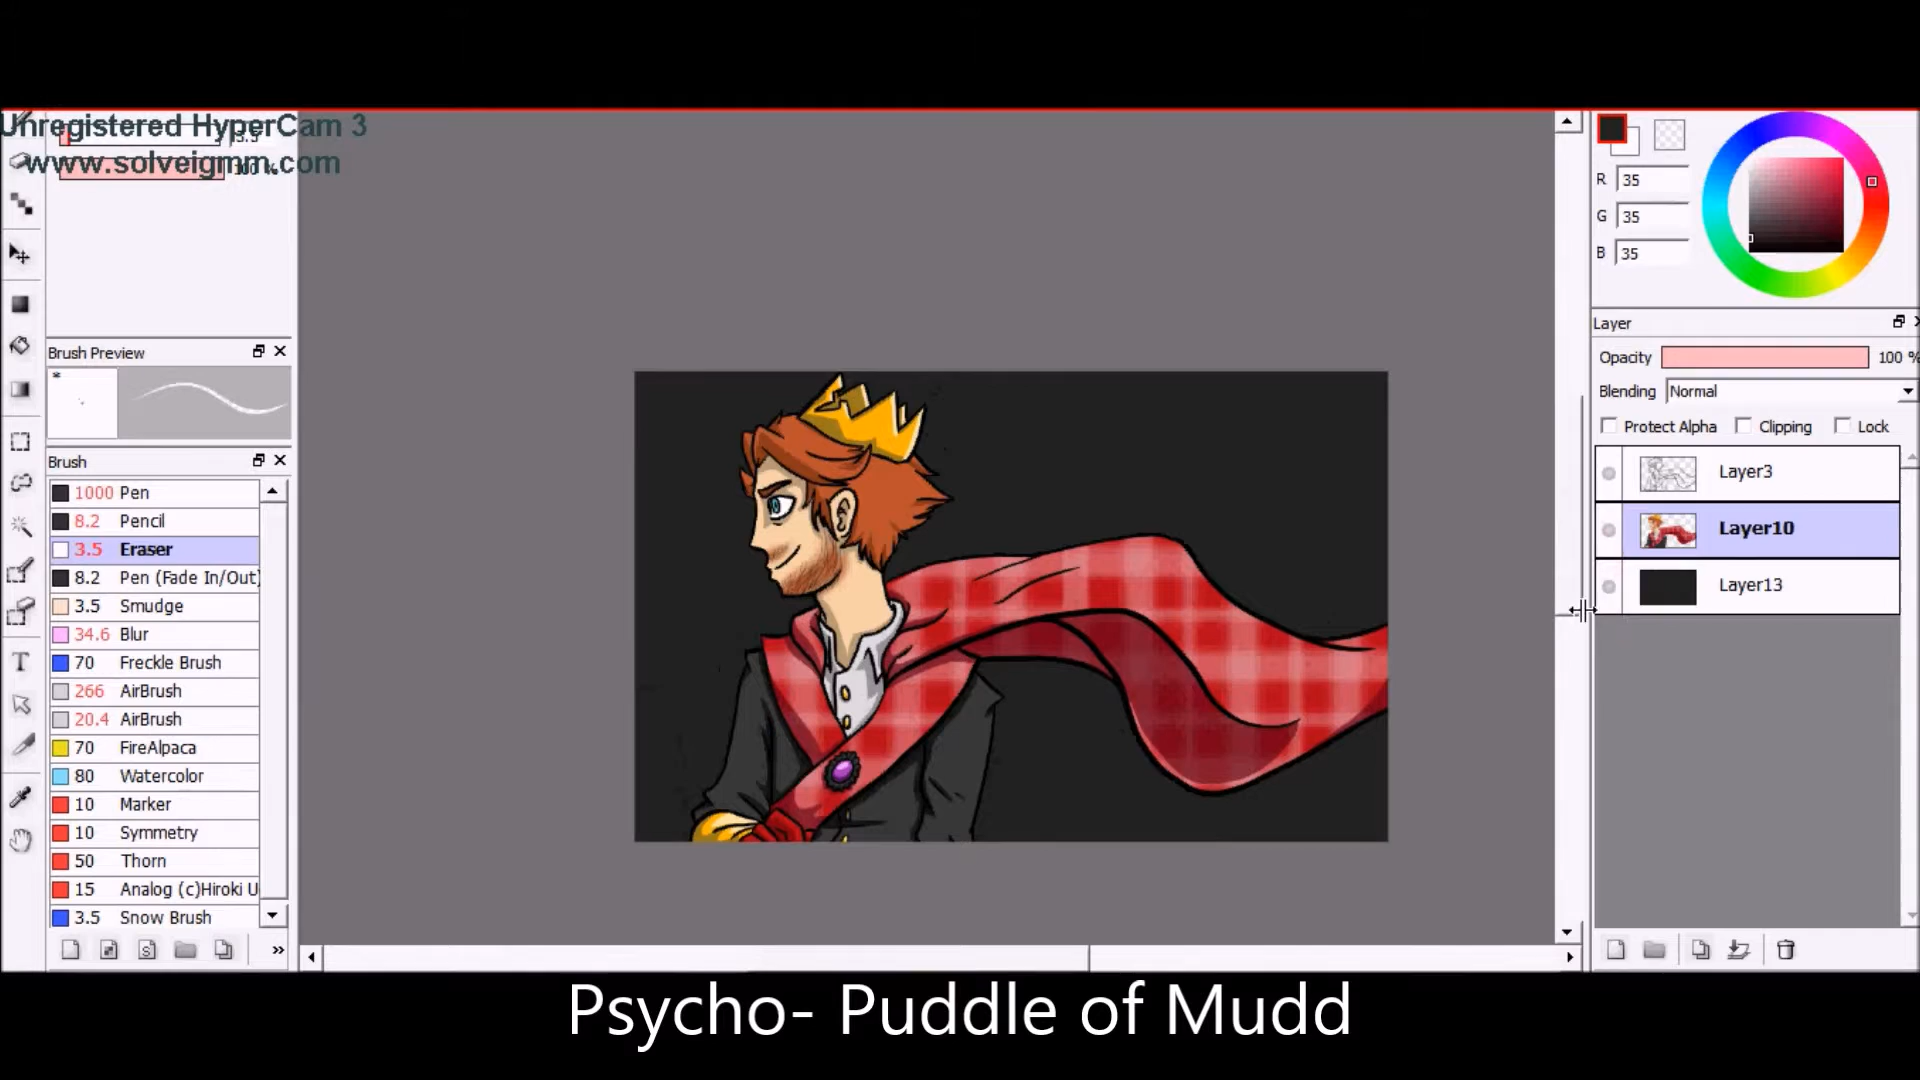 Unregistered HyperCam 3
www.solveigmm.com
3.5
100 %
Brush Preview
Brush
1000 Pen
8.2 Pencil
3.5 Eraser
8.2 Pen (Fade In/Out)
3.5 Smudge
34.6 Blur
70 Freckle Brush
266 AirBrush
20.4 AirBrush
70 FireAlpaca
80 Watercolor
10 Marker
10 Symmetry
50 Thorn
15 Analog (c)Hiroki U
3.5 Snow Brush
R 35
G 35
B 35
Layer
Opacity 100 %
Blending Normal
Protect Alpha Clipping Lock
Layer3
Layer10
Layer13
Psycho- Puddle of Mudd